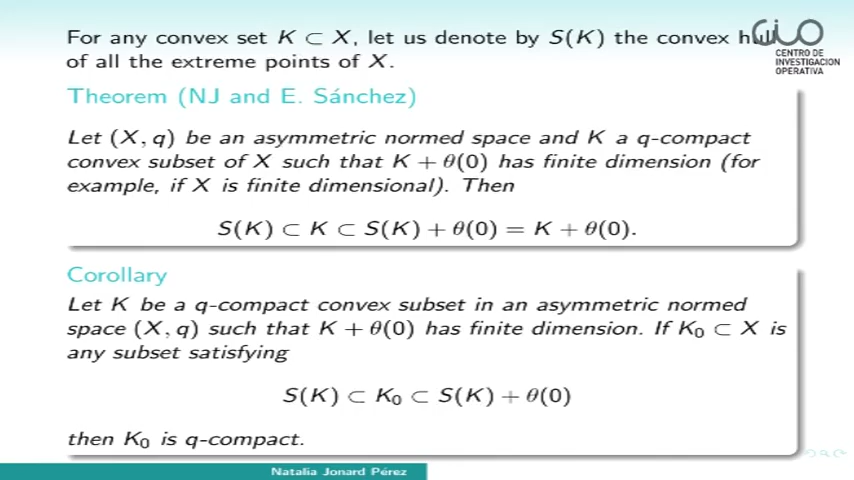 For any convex set K ⊂ X, let us denote by S(K) the convex hull
of all the extreme points of X.
CIO
CENTRO DE
INVESTIGACION
OPERATIVA
Theorem (NJ and E. Sánchez)
Let (X, q) be an asymmetric normed space and K a q-compact
convex subset of X such that K + θ(0) has finite dimension (for
example, if X is finite dimensional). Then
S(K) ⊂ K ⊂ S(K) + θ(0) = K + θ(0).
Corollary
Let K be a q-compact convex subset in an asymmetric normed
space (X, q) such that K + θ(0) has finite dimension. If K₀ ⊂ X is
any subset satisfying
S(K) ⊂ K₀ ⊂ S(K) + θ(0)
then K₀ is q-compact.
Natalia Jonard Pérez